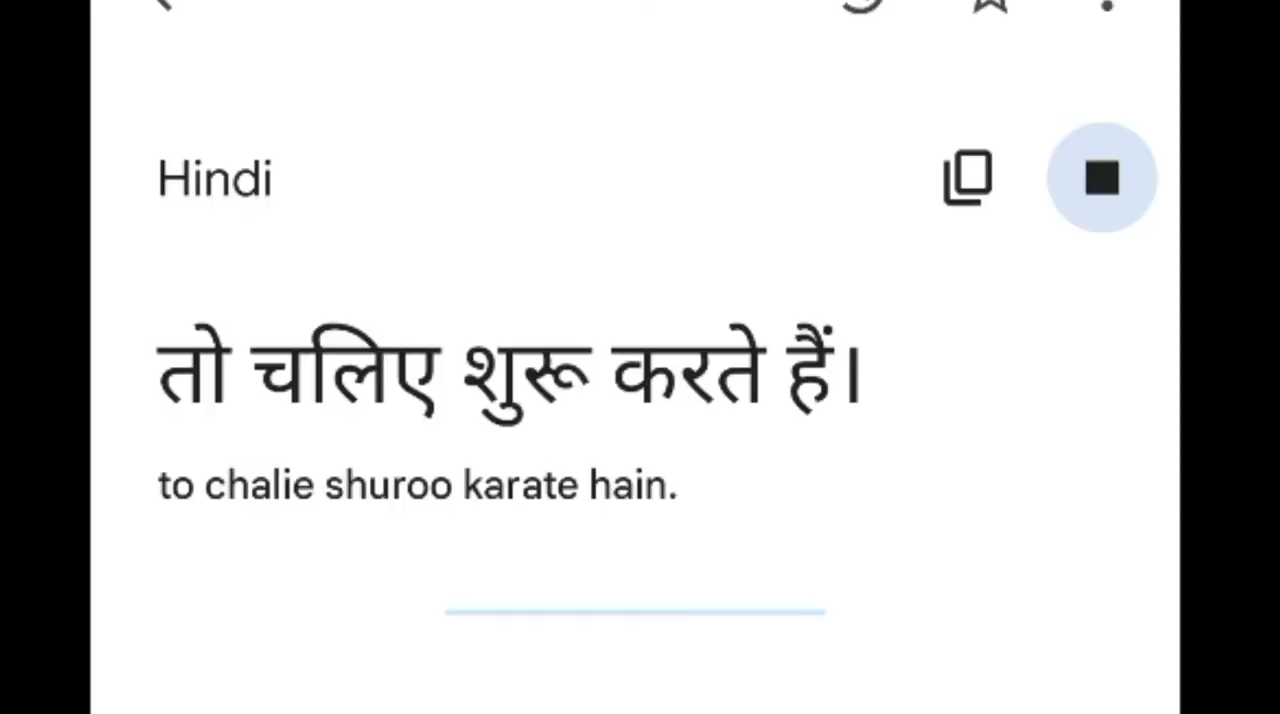 Hindi
तो चलिए शुरू करते हैं।
to chalie shuroo karate hain.